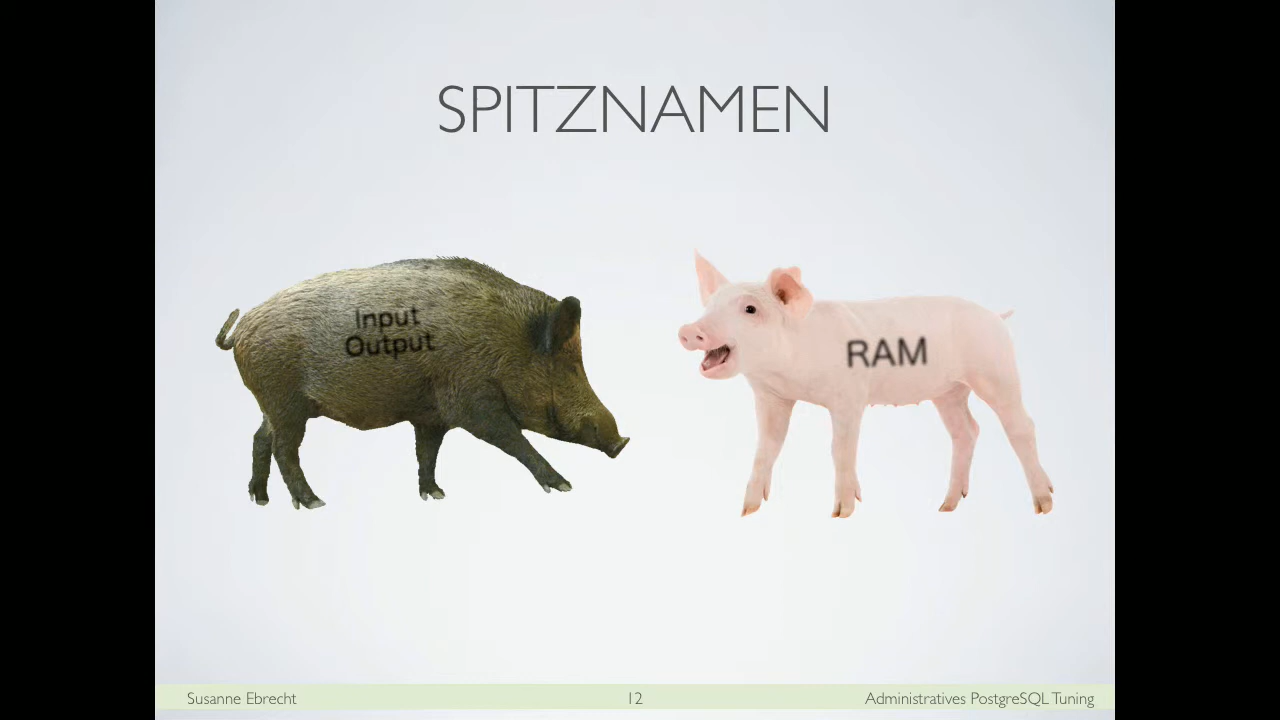 SPITZNAMEN
Input
Output
RAM
Susanne Ebrecht
12
Administratives PostgreSQL Tuning